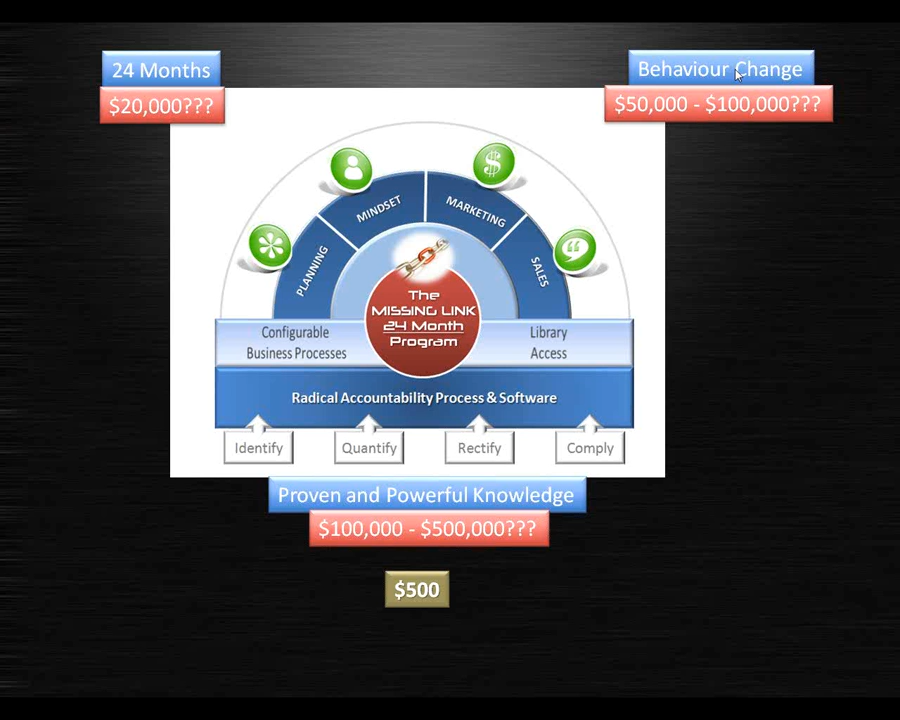 24 Months
$20,000???
Behaviour Change
$50,000 - $100,000???
PLANNING
MINDSET
MARKETING
$
SALES
The
MISSING LINK
24 Month
Program
Configurable
Business Processes
Library
Access
Radical Accountability Process & Software
Identify
Quantify
Rectify
Comply
Proven and Powerful Knowledge
$100,000 - $500,000???
$500